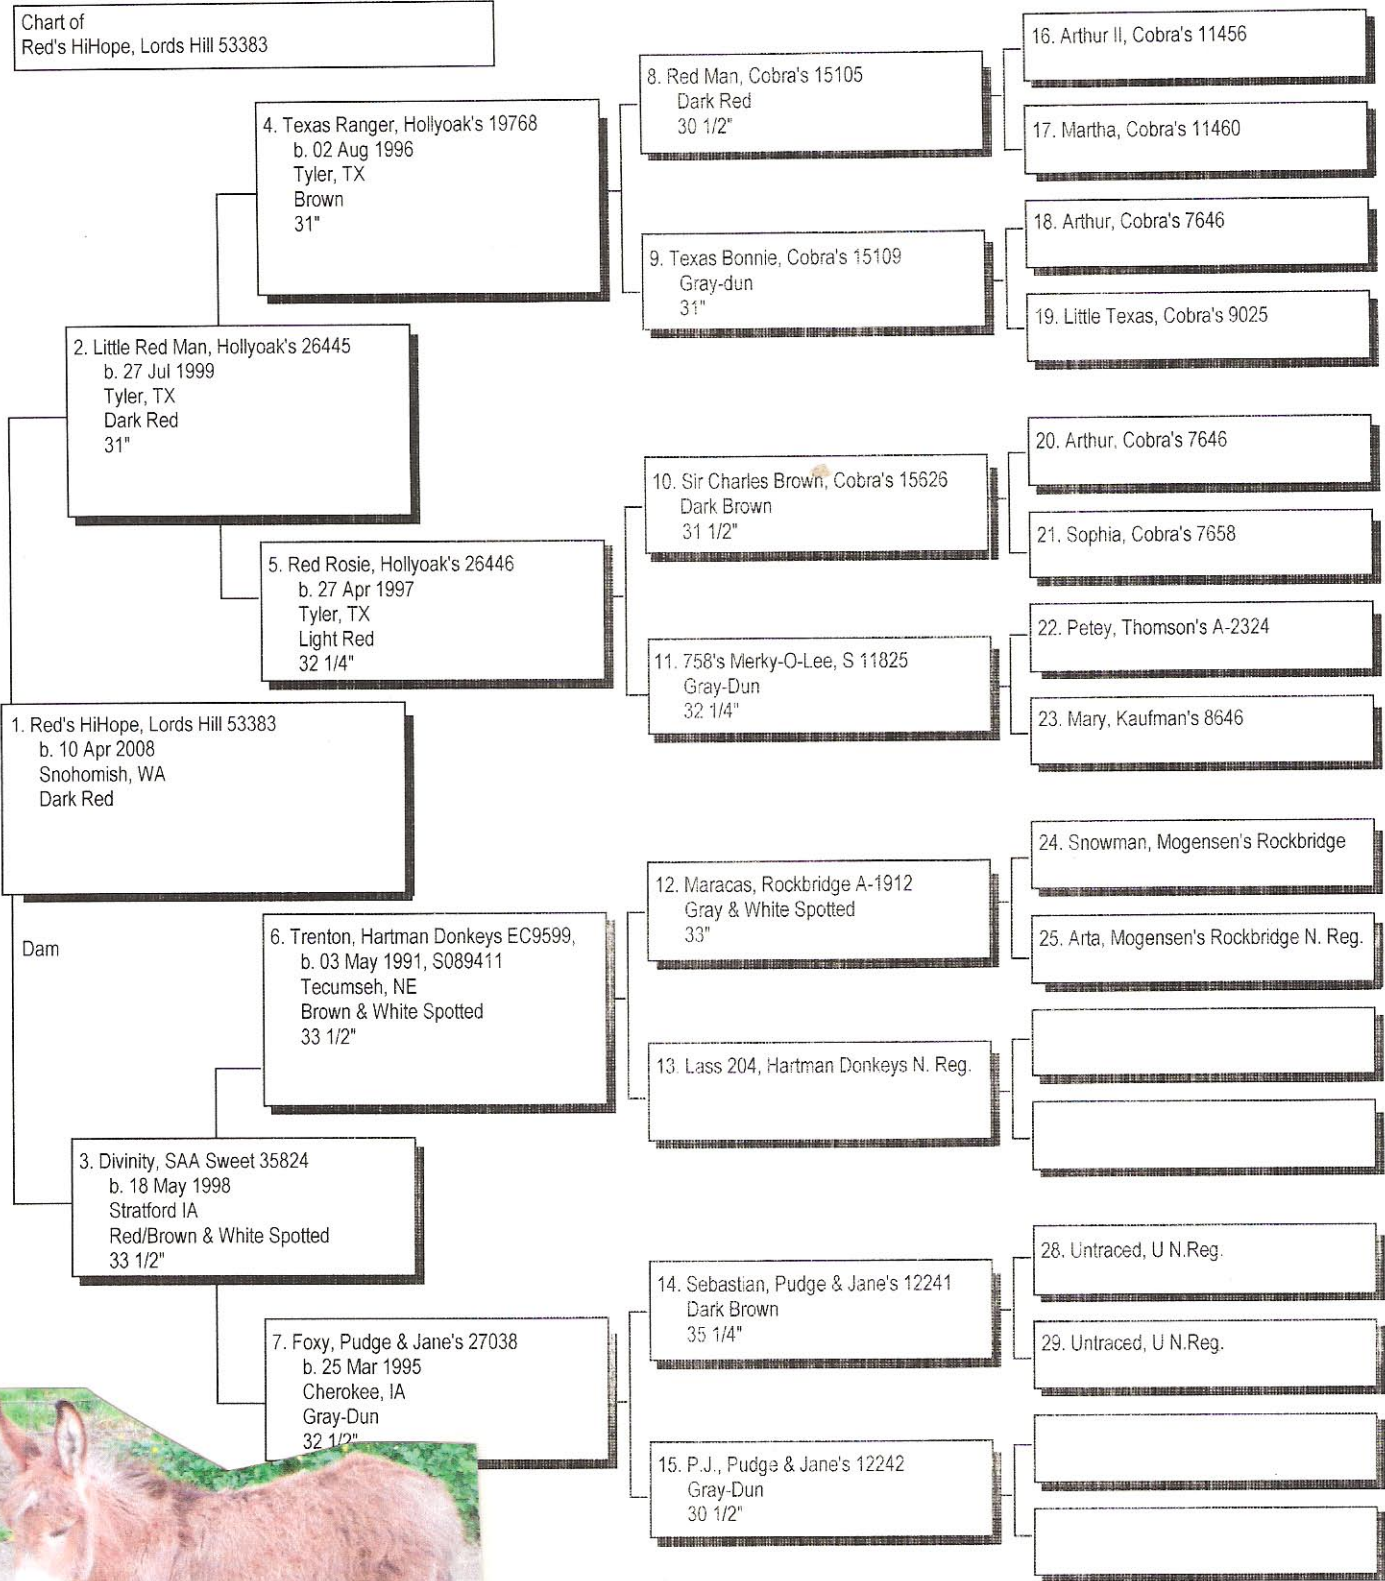 Chart of
Red's HiHope, Lords Hill 53383
16. Arthur II, Cobra's 11456
8. Red Man, Cobra's 15105
Dark Red
30 1/2"
17. Martha, Cobra's 11460
4. Texas Ranger, Hollyoak's 19768
b. 02 Aug 1996
Tyler, TX
Brown
31"
18. Arthur, Cobra's 7646
9. Texas Bonnie, Cobra's 15109
Gray-dun
31"
19. Little Texas, Cobra's 9025
2. Little Red Man, Hollyoak's 26445
b. 27 Jul 1999
Tyler, TX
Dark Red
31"
20. Arthur, Cobra's 7646
10. Sir Charles Brown, Cobra's 15626
Dark Brown
31 1/2"
21. Sophia, Cobra's 7658
5. Red Rosie, Hollyoak's 26446
b. 27 Apr 1997
Tyler, TX
Light Red
32 1/4"
22. Petey, Thomson's A-2324
11. 758's Merky-O-Lee, S 11825
Gray-Dun
32 1/4"
23. Mary, Kaufman's 8646
1. Red's HiHope, Lords Hill 53383
b. 10 Apr 2008
Snohomish, WA
Dark Red
24. Snowman, Mogensen's Rockbridge
12. Maracas, Rockbridge A-1912
Gray & White Spotted
33"
25. Arta, Mogensen's Rockbridge N. Reg.
Dam
6. Trenton, Hartman Donkeys EC9599,
b. 03 May 1991, S089411
Tecumseh, NE
Brown & White Spotted
33 1/2"
13. Lass 204, Hartman Donkeys N. Reg.
3. Divinity, SAA Sweet 35824
b. 18 May 1998
Stratford IA
Red/Brown & White Spotted
33 1/2"
28. Untraced, U N.Reg.
14. Sebastian, Pudge & Jane's 12241
Dark Brown
35 1/4"
29. Untraced, U N.Reg.
7. Foxy, Pudge & Jane's 27038
b. 25 Mar 1995
Cherokee, IA
Gray-Dun
32 1/2"
15. P.J., Pudge & Jane's 12242
Gray-Dun
30 1/2"